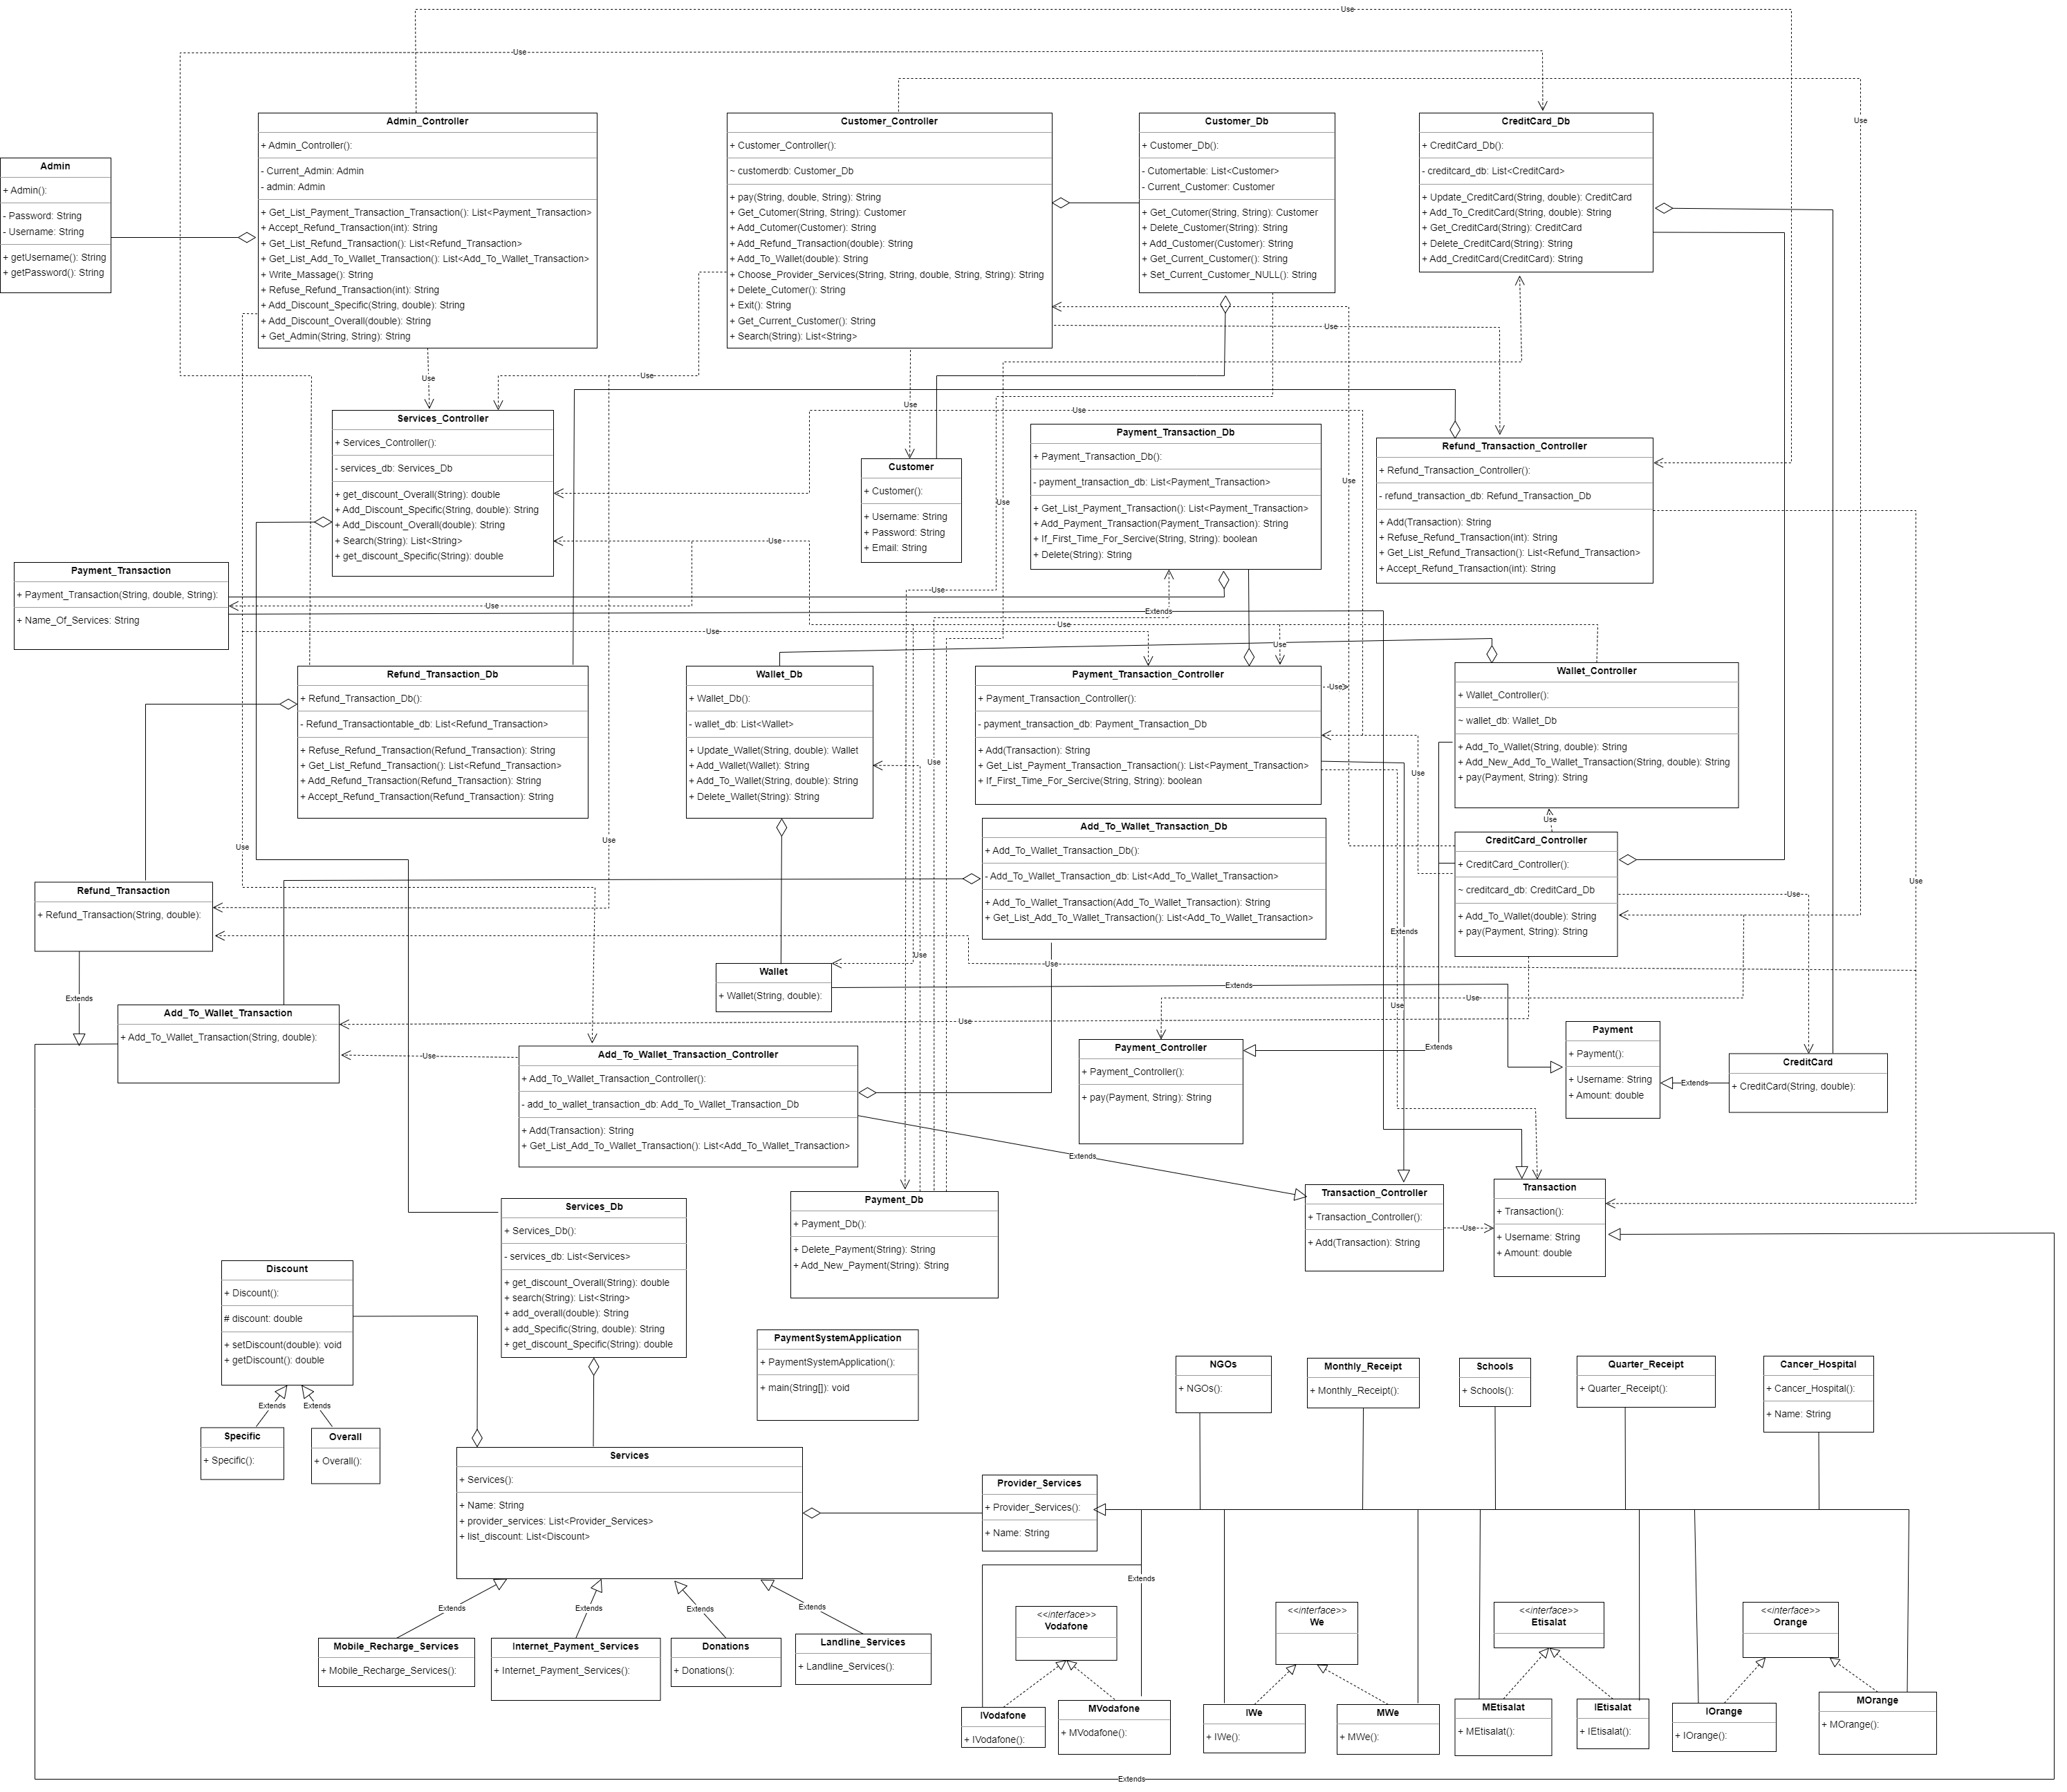 Use
Use
Use
Admin_Controller
+ Admin_Controller():
- Current_Admin: Admin
- admin: Admin
+ Get_List_Payment_Transaction_Transaction(): List<Payment_Transaction>
+ Accept_Refund_Transaction(int): String
+ Get_List_Refund_Transaction(): List<Refund_Transaction>
+ Get_List_Add_To_Wallet_Transaction(): List<Add_To_Wallet_Transaction>
+ Write_Massage(): String
+ Refuse_Refund_Transaction(int): String
+ Add_Discount_Specific(String, double): String
+ Add_Discount_Overall(double): String
+ Get_Admin(String, String): String
Customer_Controller
+ Customer_Controller():
~ customerdb: Customer_Db
+ pay(String, double, String): String
+ Get_Cutomer(String, String): Customer
+ Add_Cutomer(Customer): String
+ Add_Refund_Transaction(double): String
+ Add_To_Wallet(double): String
+ Choose_Provider_Services(String, String, double, String, String): String
+ Delete_Cutomer(): String
+ Exit(): String
+ Get_Current_Customer(): String
+ Search(String): List<String>
Customer_Db
+ Customer_Db():
- Cutomertable: List<Customer>
- Current_Customer: Customer
+ Get_Cutomer(String, String): Customer
+ Delete_Customer(String): String
+ Add_Customer(Customer): String
+ Get_Current_Customer(): String
+ Set_Current_Customer_NULL(): String
CreditCard_Db
+ CreditCard_Db():
- creditcard_db: List<CreditCard>
+ Update_CreditCard(String, double): CreditCard
+ Add_To_CreditCard(String, double): String
+ Get_CreditCard(String): CreditCard
+ Delete_CreditCard(String): String
+ Add_CreditCard(CreditCard): String
Admin
+ Admin():
- Password: String
- Username: String
+ getUsername(): String
+ getPassword(): String
Use
Use
Use
Use
Use
Services_Controller
+ Services_Controller():
- services_db: Services_Db
+ get_discount_Overall(String): double
+ Add_Discount_Specific(String, double): String
+ Add_Discount_Overall(double): String
+ Search(String): List<String>
+ get_discount_Specific(String): double
Customer
+ Customer():
+ Username: String
+ Password: String
+ Email: String
Payment_Transaction_Db
+ Payment_Transaction_Db():
- payment_transaction_db: List<Payment_Transaction>
+ Get_List_Payment_Transaction(): List<Payment_Transaction>
+ Add_Payment_Transaction(Payment_Transaction): String
+ If_First_Time_For_Sercive(String, String): boolean
+ Delete(String): String
Refund_Transaction_Controller
+ Refund_Transaction_Controller():
- refund_transaction_db: Refund_Transaction_Db
+ Add(Transaction): String
+ Refuse_Refund_Transaction(int): String
+ Get_List_Refund_Transaction(): List<Refund_Transaction>
+ Accept_Refund_Transaction(int): String
Use
Use
Use
Payment_Transaction
+ Payment_Transaction(String, double, String):
+ Name_Of_Services: String
Use
Use
Extends
Use
Use
Use
Refund_Transaction_Db
+ Refund_Transaction_Db():
- Refund_Transactiontable_db: List<Refund_Transaction>
+ Refuse_Refund_Transaction(Refund_Transaction): String
+ Get_List_Refund_Transaction(): List<Refund_Transaction>
+ Add_Refund_Transaction(Refund_Transaction): String
+ Accept_Refund_Transaction(Refund_Transaction): String
Wallet_Db
+ Wallet_Db():
- wallet_db: List<Wallet>
+ Update_Wallet(String, double): Wallet
+ Add_Wallet(Wallet): String
+ Add_To_Wallet(String, double): String
+ Delete_Wallet(String): String
Payment_Transaction_Controller
+ Payment_Transaction_Controller():
- payment_transaction_db: Payment_Transaction_Db
+ Add(Transaction): String
+ Get_List_Payment_Transaction_Transaction(): List<Payment_Transaction>
+ If_First_Time_For_Sercive(String, String): boolean
Wallet_Controller
+ Wallet_Controller():
~ wallet_db: Wallet_Db
+ Add_To_Wallet(String, double): String
+ Add_New_Add_To_Wallet_Transaction(String, double): String
+ pay(Payment, String): String
Use
Use
Use
Use
Use
Use
Add_To_Wallet_Transaction_Db
+ Add_To_Wallet_Transaction_Db():
- Add_To_Wallet_Transaction_db: List<Add_To_Wallet_Transaction>
+ Add_To_Wallet_Transaction(Add_To_Wallet_Transaction): String
+ Get_List_Add_To_Wallet_Transaction(): List<Add_To_Wallet_Transaction>
CreditCard_Controller
+ CreditCard_Controller():
~ creditcard_db: CreditCard_Db
+ Add_To_Wallet(double): String
+ pay(Payment, String): String
Use
Use
Refund_Transaction
+ Refund_Transaction(String, double):
Extends
Use
Use
Wallet
+ Wallet(String, double):
Extends
Use
Use
Extends
Add_To_Wallet_Transaction
+ Add_To_Wallet_Transaction(String, double):
Use
Use
Add_To_Wallet_Transaction_Controller
+ Add_To_Wallet_Transaction_Controller():
- add_to_wallet_transaction_db: Add_To_Wallet_Transaction_Db
+ Add(Transaction): String
+ Get_List_Add_To_Wallet_Transaction(): List<Add_To_Wallet_Transaction>
Payment_Controller
+ Payment_Controller():
+ pay(Payment, String): String
Extends
Payment
+ Payment():
+ Username: String
+ Amount: double
Extends
CreditCard
+ CreditCard(String, double):
Extends
Services_Db
+ Services_Db():
- services_db: List<Services>
+ get_discount_Overall(String): double
+ search(String): List<String>
+ add_overall(double): String
+ add_Specific(String, double): String
+ get_discount_Specific(String): double
Payment_Db
+ Payment_Db():
+ Delete_Payment(String): String
+ Add_New_Payment(String): String
Transaction_Controller
+ Transaction_Controller():
+ Add(Transaction): String
Use
Transaction
+ Transaction():
+ Username: String
+ Amount: double
Discount
+ Discount():
# discount: double
+ setDiscount(double): void
+ getDiscount(): double
Extends
Extends
PaymentSystemApplication
+ PaymentSystemApplication():
+ main(String[]): void
NGOs
+ NGOs():
Monthly_Receipt
+ Monthly_Receipt():
Schools
+ Schools():
Quarter_Receipt
+ Quarter_Receipt():
Cancer_Hospital
+ Cancer_Hospital():
+ Name: String
Specific
+ Specific():
Overall
+ Overall():
Services
+ Services():
+ Name: String
+ provider_services: List<Provider_Services>
+ list_discount: List<Discount>
Provider_Services
+ Provider_Services():
+ Name: String
Extends
Extends
Extends
Extends
Extends
<<interface>>
Vodafone
<<interface>>
We
<<interface>>
Etisalat
<<interface>>
Orange
Mobile_Recharge_Services
+ Mobile_Recharge_Services():
Internet_Payment_Services
+ Internet_Payment_Services():
Donations
+ Donations():
Landline_Services
+ Landline_Services():
IVodafone
+ IVodafone():
MVodafone
+ MVodafone():
IWe
+ IWe():
MWe
+ MWe():
MEtisalat
+ MEtisalat():
IEtisalat
+ IEtisalat():
IOrange
+ IOrange():
MOrange
+ MOrange():
Extends